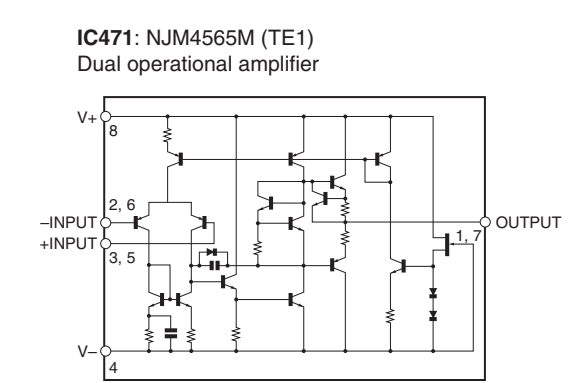 IC471: NJM4565M (TE1)
Dual operational amplifier
V+
8
2, 6
–INPUT
+INPUT
3, 5
OUTPUT
1, 7
V–
4